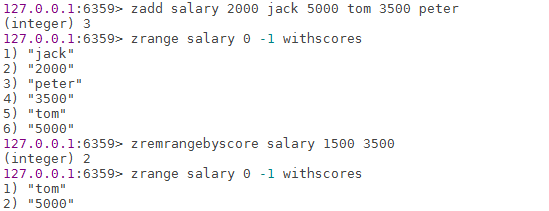 127.0.0.1:6359> zadd salary 2000 jack 5000 tom 3500 peter
(integer) 3
127.0.0.1:6359> zrange salary 0 -1 withscores
1) "jack"
2) "2000"
3) "peter"
4) "3500"
5) "tom"
6) "5000"
127.0.0.1:6359> zremrangebyscore salary 1500 3500
(integer) 2
127.0.0.1:6359> zrange salary 0 -1 withscores
1) "tom"
2) "5000"